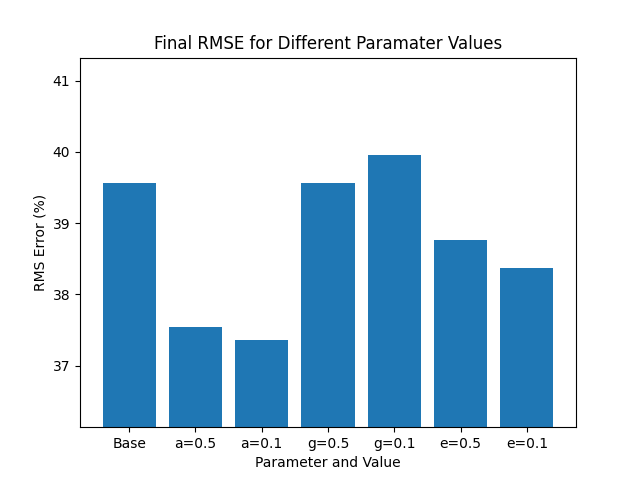 Final RMSE for Different Paramater Values
41
40
39
38
37
RMS Error (%)
Base a=0.5 a=0.1 g=0.5 g=0.1 e=0.5 e=0.1
Parameter and Value